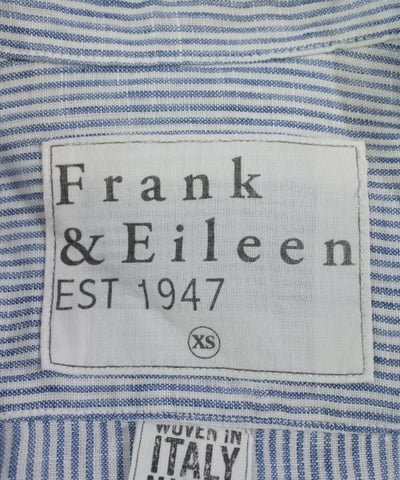 Frank
& Eileen
EST 1947
XS
WOVEN IN
ITALY